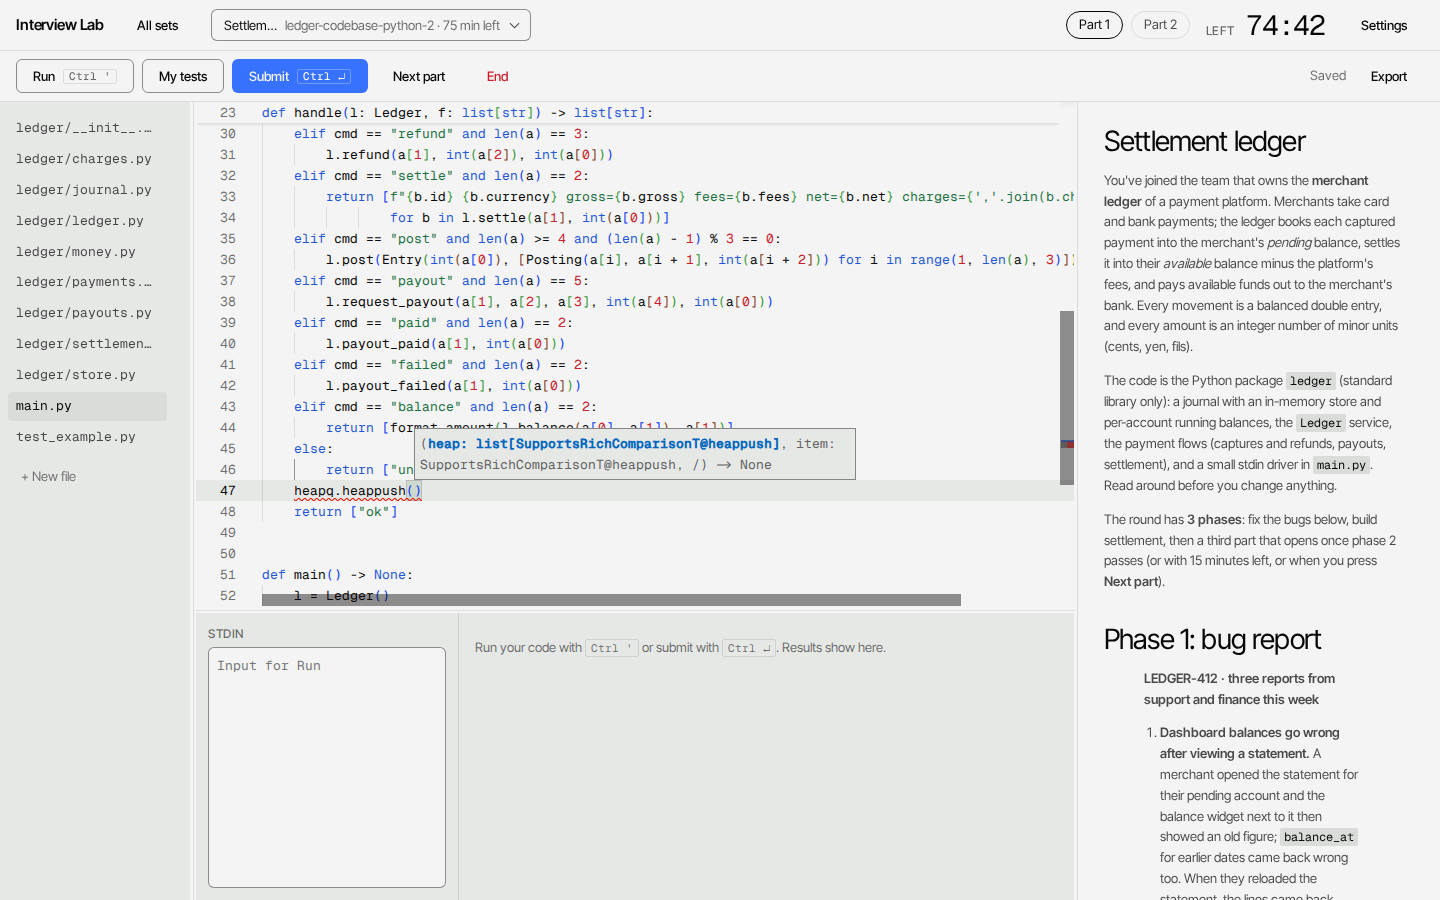 Interview Lab
All sets
Settlem... ledger-codebase-python-2 · 75 min left
Part 1
Part 2
LEFT 74:42
Settings
Run Ctrl '
My tests
Submit Ctrl ↵
Next part
End
Saved
Export
ledger/__init__.…
ledger/charges.py
ledger/journal.py
ledger/ledger.py
ledger/money.py
ledger/payments.…
ledger/payouts.py
ledger/settlemen…
ledger/store.py
main.py
test_example.py
+ New file
23 def handle(l: Ledger, f: list[str]) -> list[str]:
30 elif cmd == "refund" and len(a) == 3:
31 l.refund(a[1], int(a[2]), int(a[0]))
32 elif cmd == "settle" and len(a) == 2:
33 return [f"{b.id} {b.currency} gross={b.gross} fees={b.fees} net={b.net} charges={','.join(b.ch
34 for b in l.settle(a[1], int(a[0]))]
35 elif cmd == "post" and len(a) >= 4 and (len(a) - 1) % 3 == 0:
36 l.post(Entry(int(a[0]), [Posting(a[i], a[i + 1], int(a[i + 2])) for i in range(1, len(a), 3)])
37 elif cmd == "payout" and len(a) == 5:
38 l.request_payout(a[1], a[2], a[3], int(a[4]), int(a[0]))
39 elif cmd == "paid" and len(a) == 2:
40 l.payout_paid(a[1], int(a[0]))
41 elif cmd == "failed" and len(a) == 2:
42 l.payout_failed(a[1], int(a[0]))
43 elif cmd == "balance" and len(a) == 2:
44 return [format_amount(l.balance(a[0], a[1]), a[1])]
(heap: list[SupportsRichComparisonT@heappush], item:
SupportsRichComparisonT@heappush, /) -> None
45 else:
46 return ["un
47 heapq.heappush()
48 return ["ok"]
49
50
51 def main() -> None:
52 l = Ledger()
STDIN
Input for Run
Run your code with Ctrl ' or submit with Ctrl ↵. Results show here.
Settlement ledger
You've joined the team that owns the merchant
ledger of a payment platform. Merchants take card
and bank payments; the ledger books each captured
payment into the merchant's pending balance, settles
it into their available balance minus the platform's
fees, and pays available funds out to the merchant's
bank. Every movement is a balanced double entry,
and every amount is an integer number of minor units
(cents, yen, fils).
The code is the Python package ledger (standard
library only): a journal with an in-memory store and
per-account running balances, the Ledger service,
the payment flows (captures and refunds, payouts,
settlement), and a small stdin driver in main.py.
Read around before you change anything.
The round has 3 phases: fix the bugs below, build
settlement, then a third part that opens once phase 2
passes (or with 15 minutes left, or when you press
Next part).
Phase 1: bug report
LEDGER-412 · three reports from
support and finance this week
1. Dashboard balances go wrong
after viewing a statement. A
merchant opened the statement for
their pending account and the
balance widget next to it then
showed an old figure; balance_at
for earlier dates came back wrong
too. When they reloaded the
statement, the lines came back